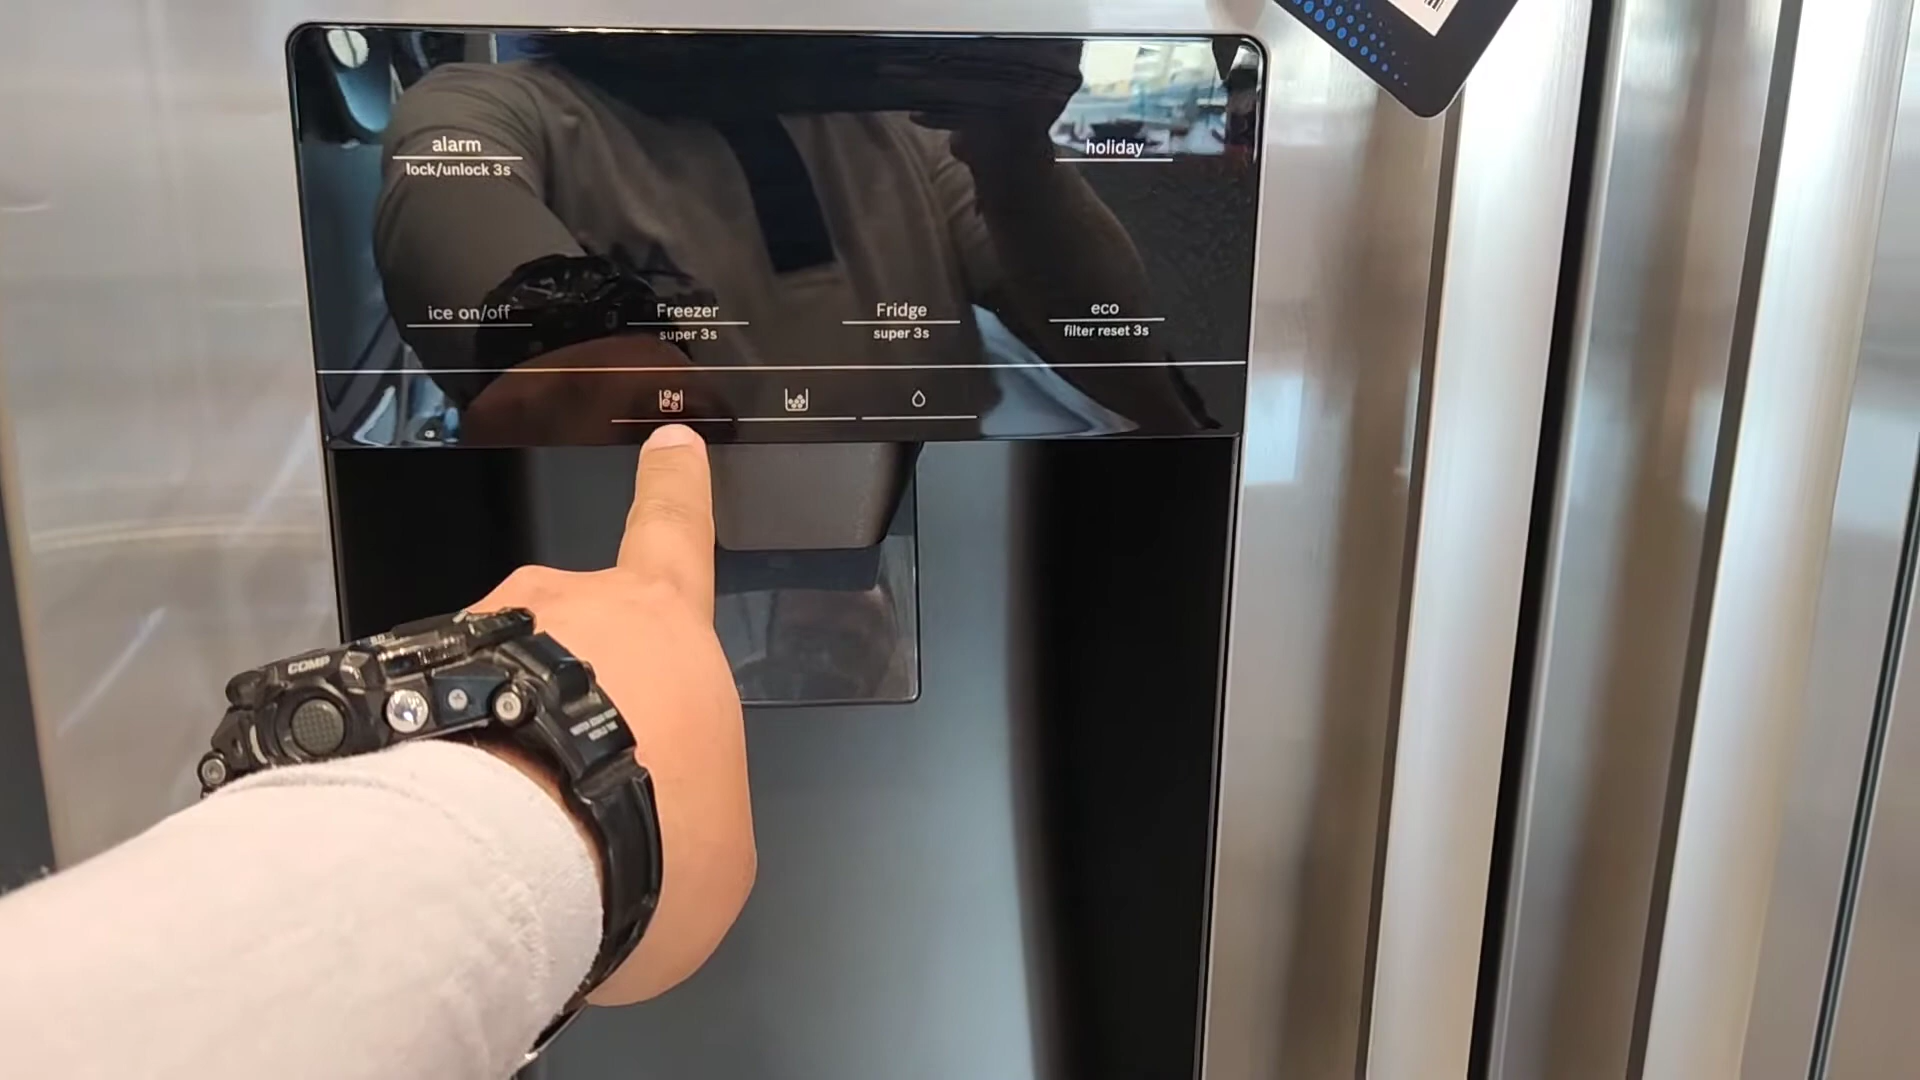 alarm
lock/unlock 3s
holiday
ice on/off
Freezer
super 3s
Fridge
super 3s
eco
filter reset 3s
COMP